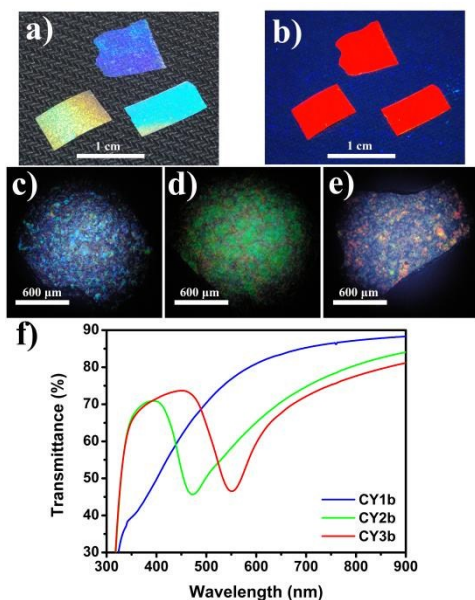 a)
1 cm
b)
1 cm
c)
600 µm
d)
600 µm
e)
600 µm
f)
90
80
70
60
50
40
30
Transmittance (%)
CY1b
CY2b
CY3b
300 400 500 600 700 800 900
Wavelength (nm)